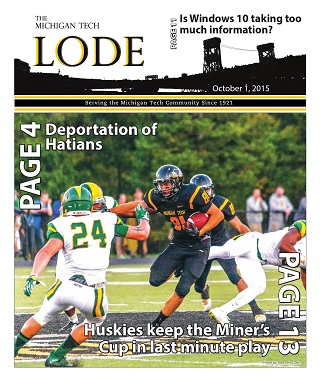 THE
MICHIGAN TECH
LODE
PAGE 11
Is Windows 10 taking too
much information?
October 1, 2015
Serving the Michigan Tech Community Since 1921
PAGE 4
Deportation of
Hatians
24
MICHIGAN TECH
PAGE 13
Huskies keep the Miner's
Cup in last minute play